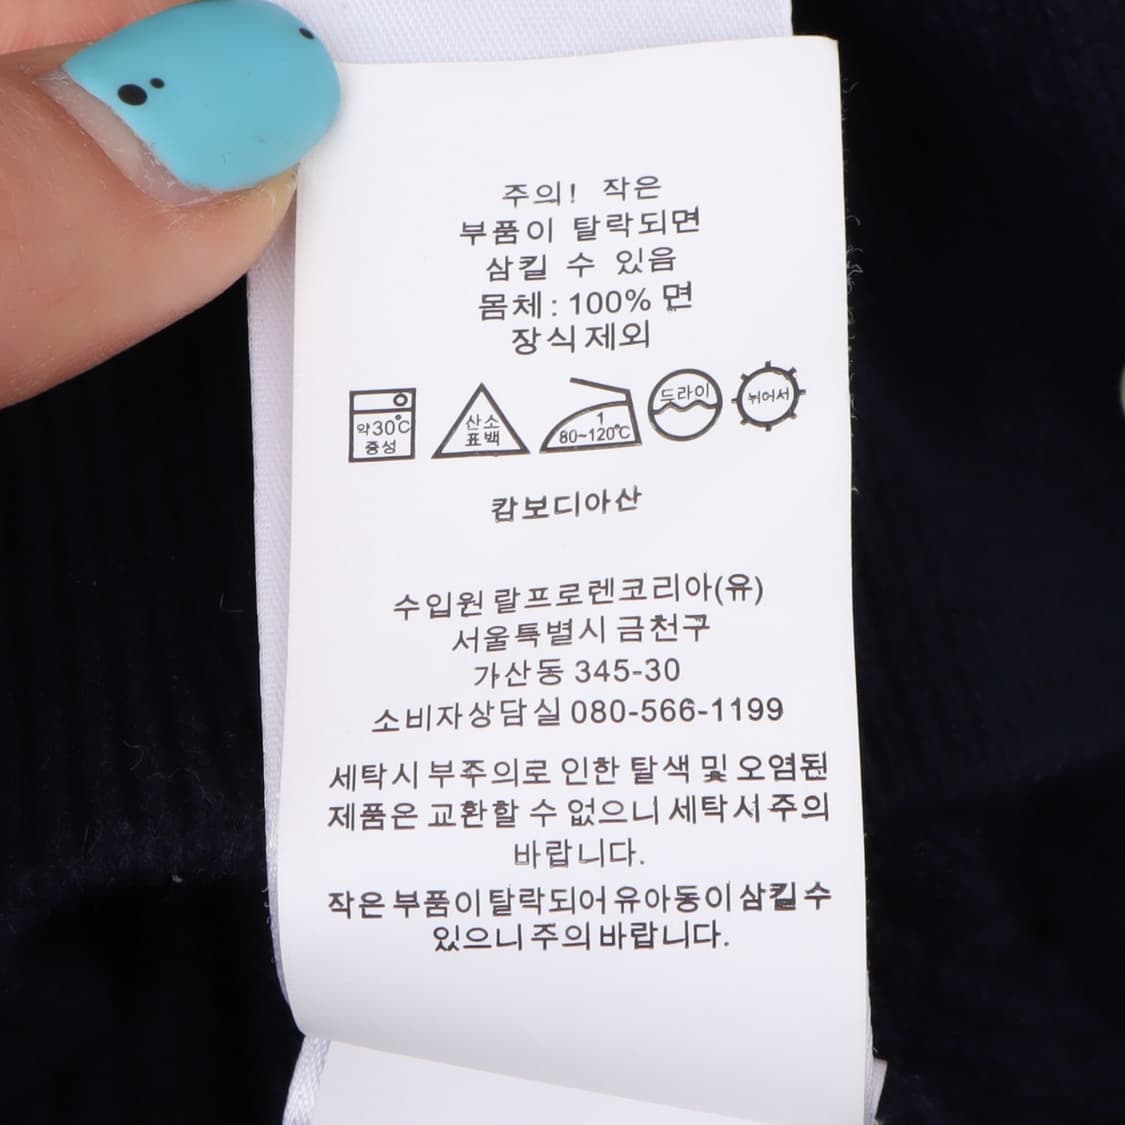 주의! 작은
부품이 탈락되면
삼킬 수 있음
몸체: 100% 면
장식제외
약30℃
중성
산소
표백
1
80~120℃
드라이
뉘어서
캄보디아산
수입원 랄프로렌코리아(유)
서울특별시 금천구
가산동 345-30
소비자상담실 080-566-1199
세탁시 부주의로 인한 탈색 및 오염된
제품은 교환할 수 없으니 세탁시 주의
바랍니다.
작은 부품이 탈락되어 유아동이 삼킬 수
있으니 주의 바랍니다.